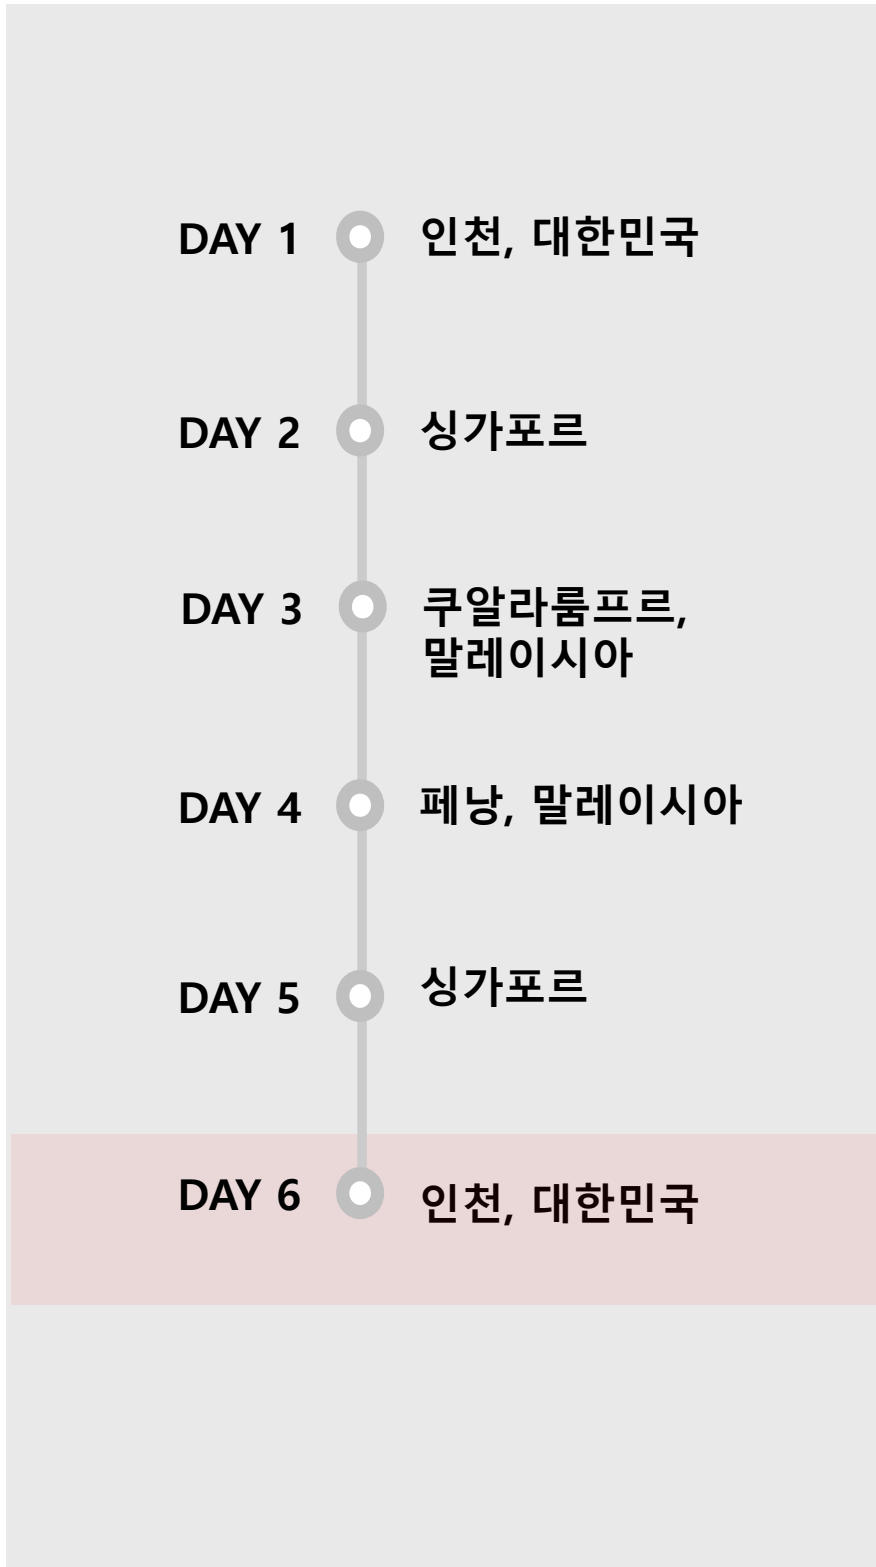 DAY 1 인천, 대한민국
DAY 2 싱가포르
DAY 3 쿠알라룸프르,
말레이시아
DAY 4 페낭, 말레이시아
DAY 5 싱가포르
DAY 6 인천, 대한민국